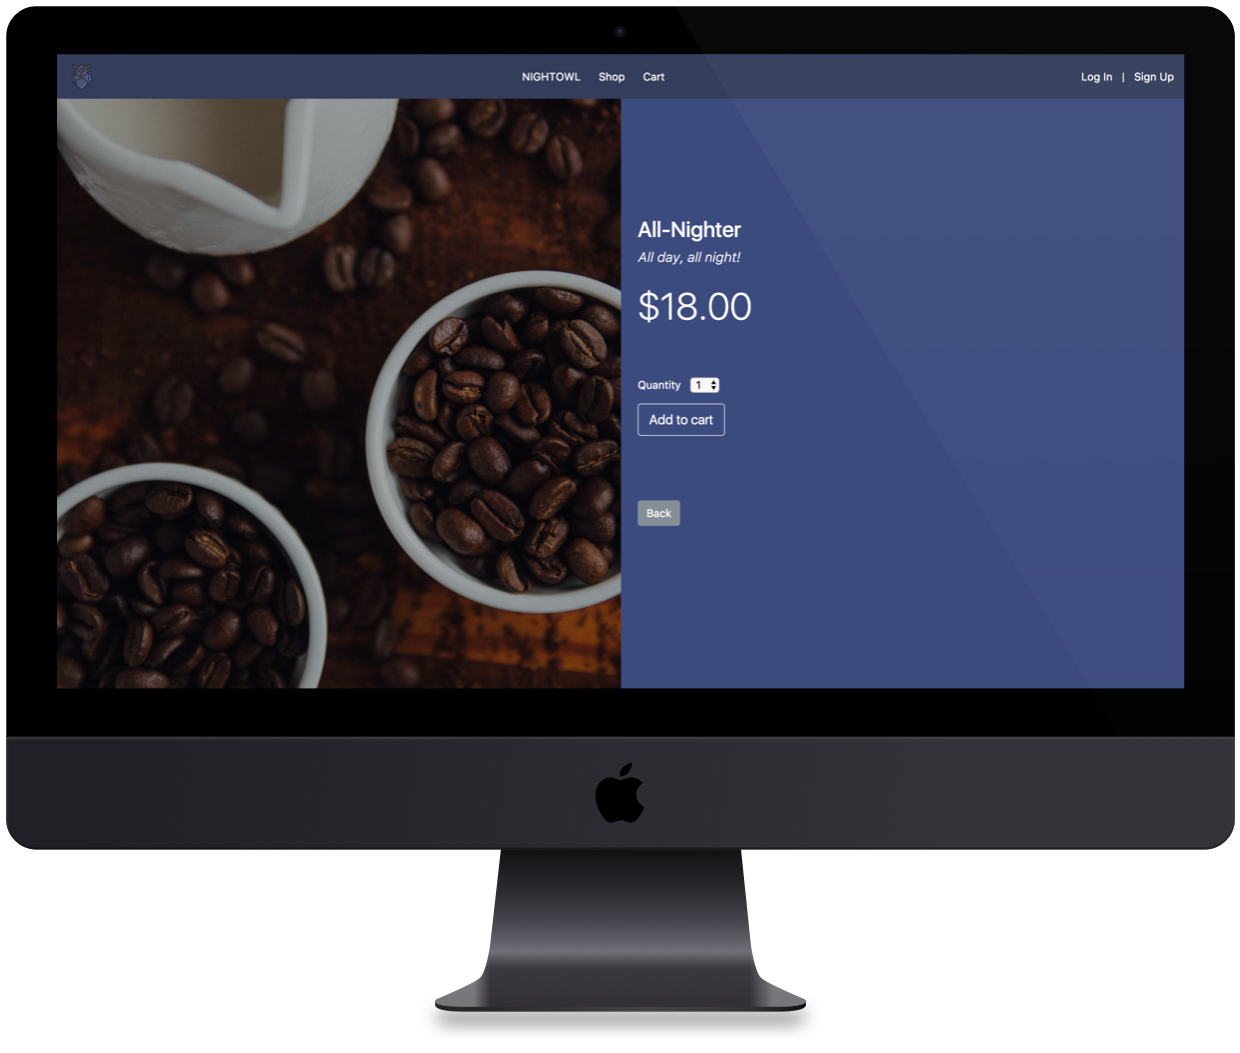 NIGHTOWL Shop Cart Log In | Sign Up
All-Nighter
All day, all night!
$18.00
Quantity 1
Add to cart
Back